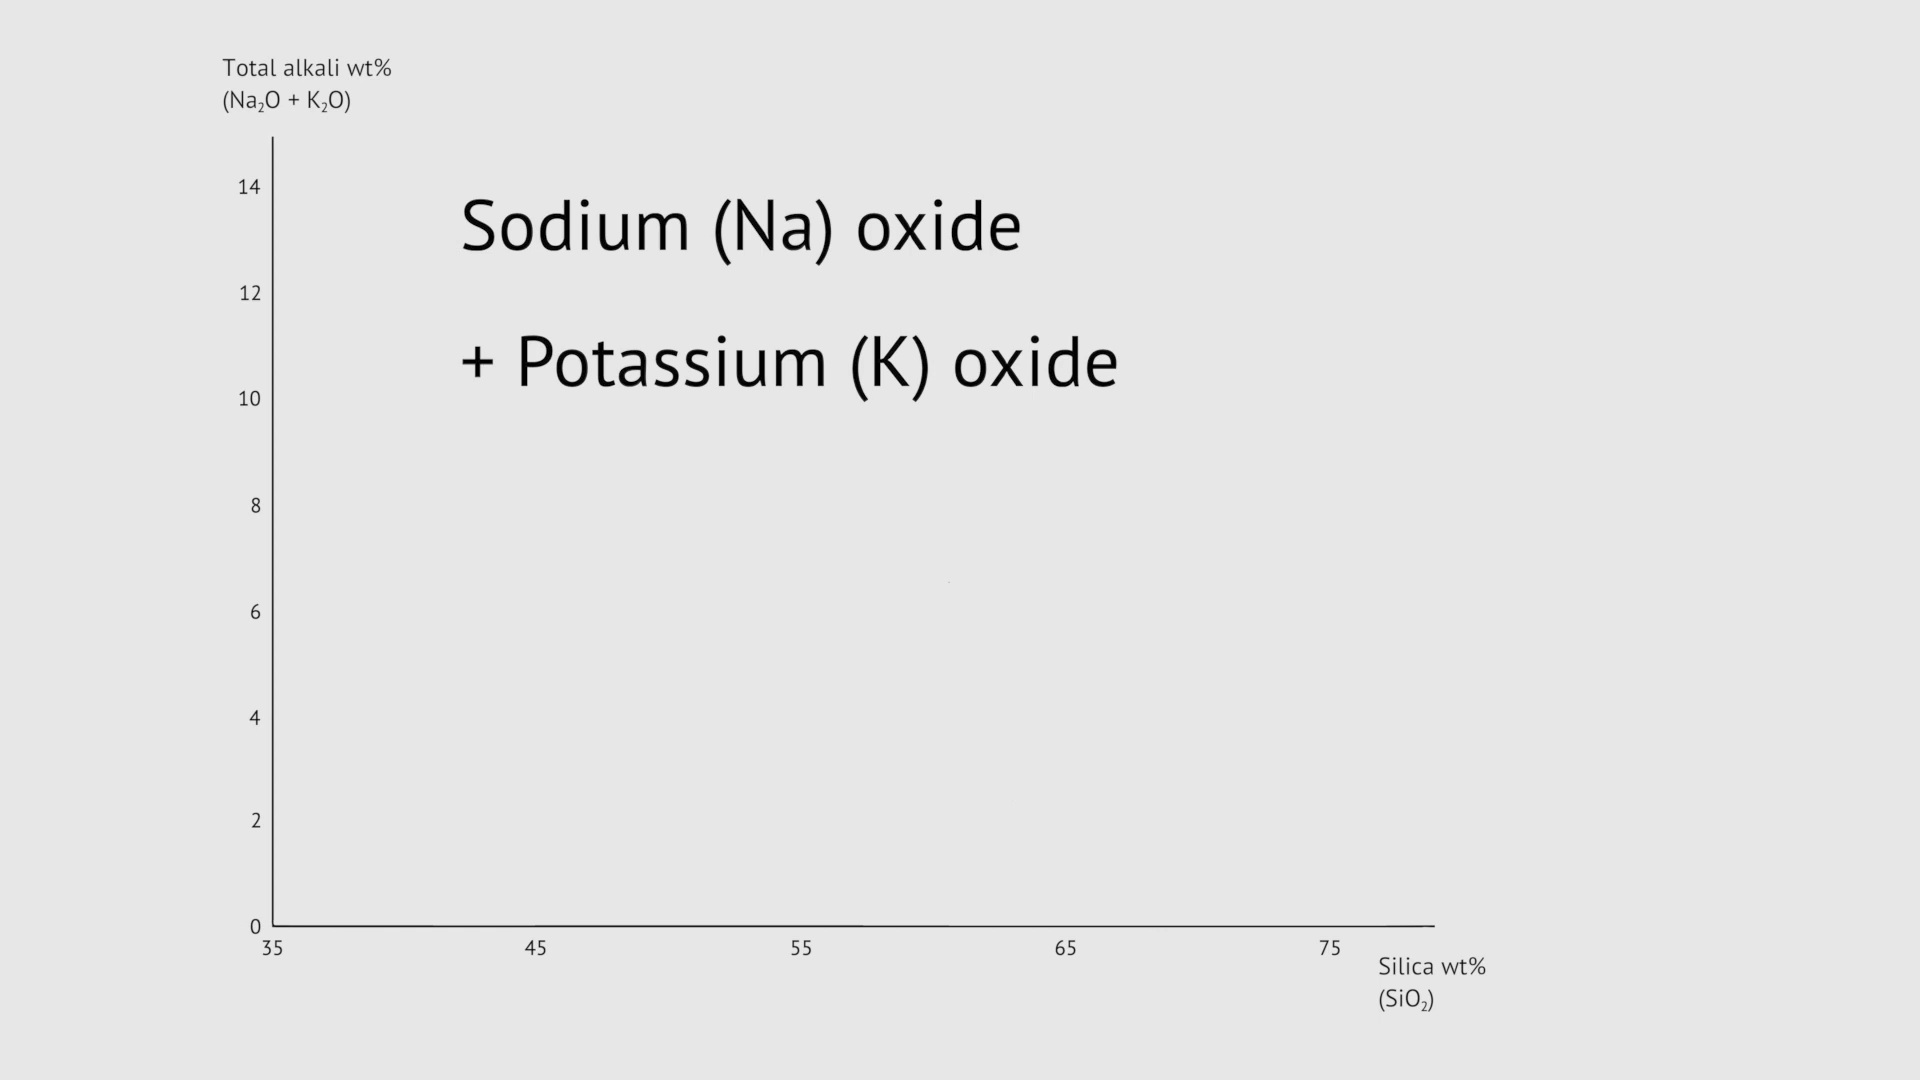 Total alkali wt%
(Na₂O + K₂O)
14
Sodium (Na) oxide
12
+ Potassium (K) oxide
10
8
6
4
2
0
35 45 55 65 75
Silica wt%
(SiO₂)